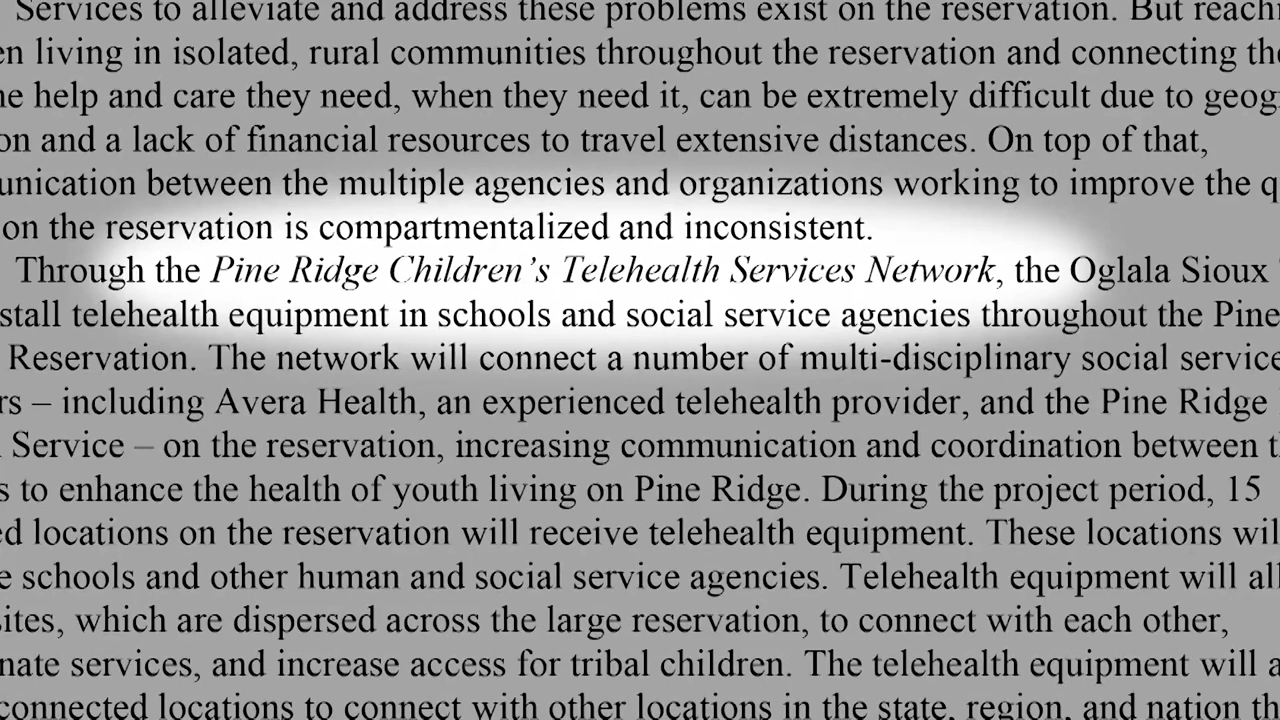 Services to alleviate and address these problems exist on the reservation. But reachi
en living in isolated, rural communities throughout the reservation and connecting the
he help and care they need, when they need it, can be extremely difficult due to geog
on and a lack of financial resources to travel extensive distances. On top of that,
unication between the multiple agencies and organizations working to improve the q
on the reservation is compartmentalized and inconsistent.
Through the Pine Ridge Children’s Telehealth Services Network, the Oglala Sioux
stall telehealth equipment in schools and social service agencies throughout the Pine
Reservation. The network will connect a number of multi-disciplinary social service
rs – including Avera Health, an experienced telehealth provider, and the Pine Ridge
Service – on the reservation, increasing communication and coordination between th
s to enhance the health of youth living on Pine Ridge. During the project period, 15
ed locations on the reservation will receive telehealth equipment. These locations wil
e schools and other human and social service agencies. Telehealth equipment will all
sites, which are dispersed across the large reservation, to connect with each other,
nate services, and increase access for tribal children. The telehealth equipment will a
connected locations to connect with other locations in the state, region, and nation th